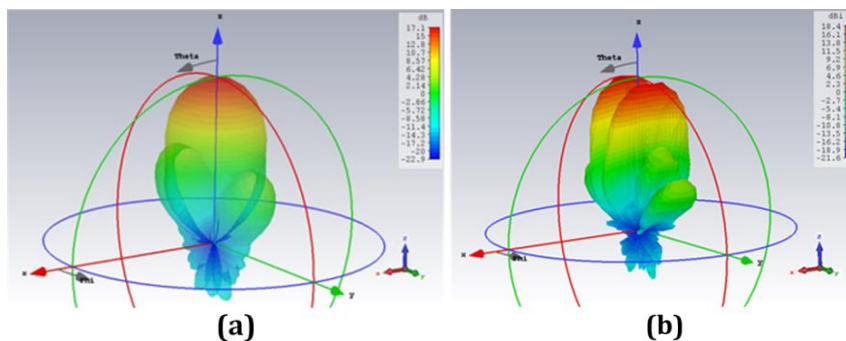 dB
17.1
15
12.8
10.7
8.57
6.42
4.28
2.14
0
-2.86
-5.72
-8.58
-11.4
-14.3
-17.2
-20
-22.9
z
Theta
x
Phi
y
z
x
y
(a)
dBi
18.4
16.1
13.8
11.5
9.2
6.9
4.6
2.3
0
-2.7
-5.4
-8.1
-10.8
-13.5
-16.2
-18.9
-21.6
z
Theta
x
Phi
y
z
x
y
(b)